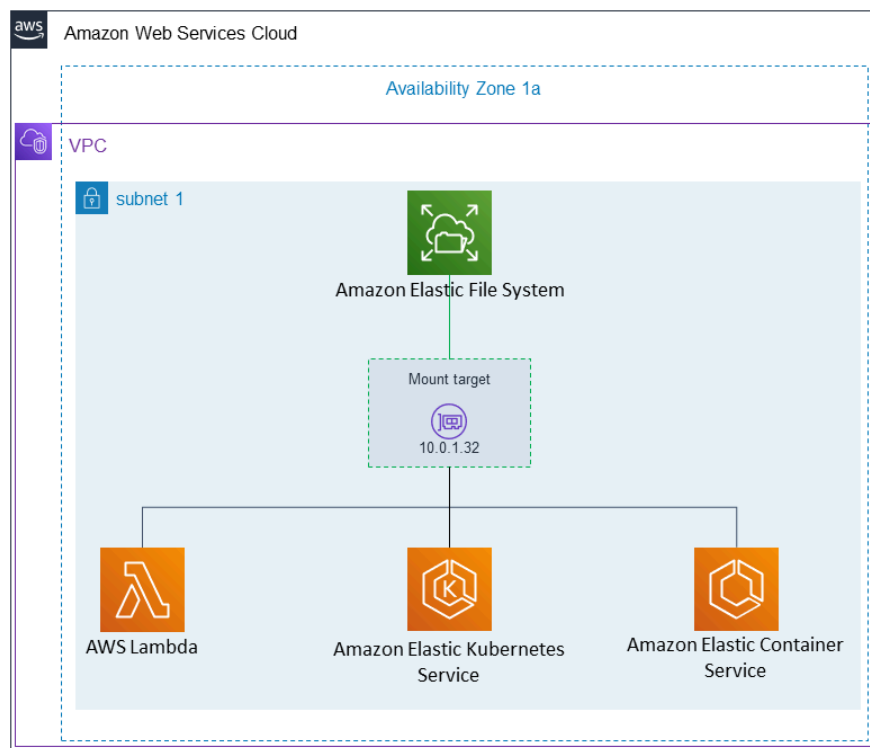 aws
Amazon Web Services Cloud
Availability Zone 1a
VPC
subnet 1
Amazon Elastic File System
Mount target
10.0.1.32
K
AWS Lambda
Amazon Elastic Kubernetes
Service
Amazon Elastic Container
Service